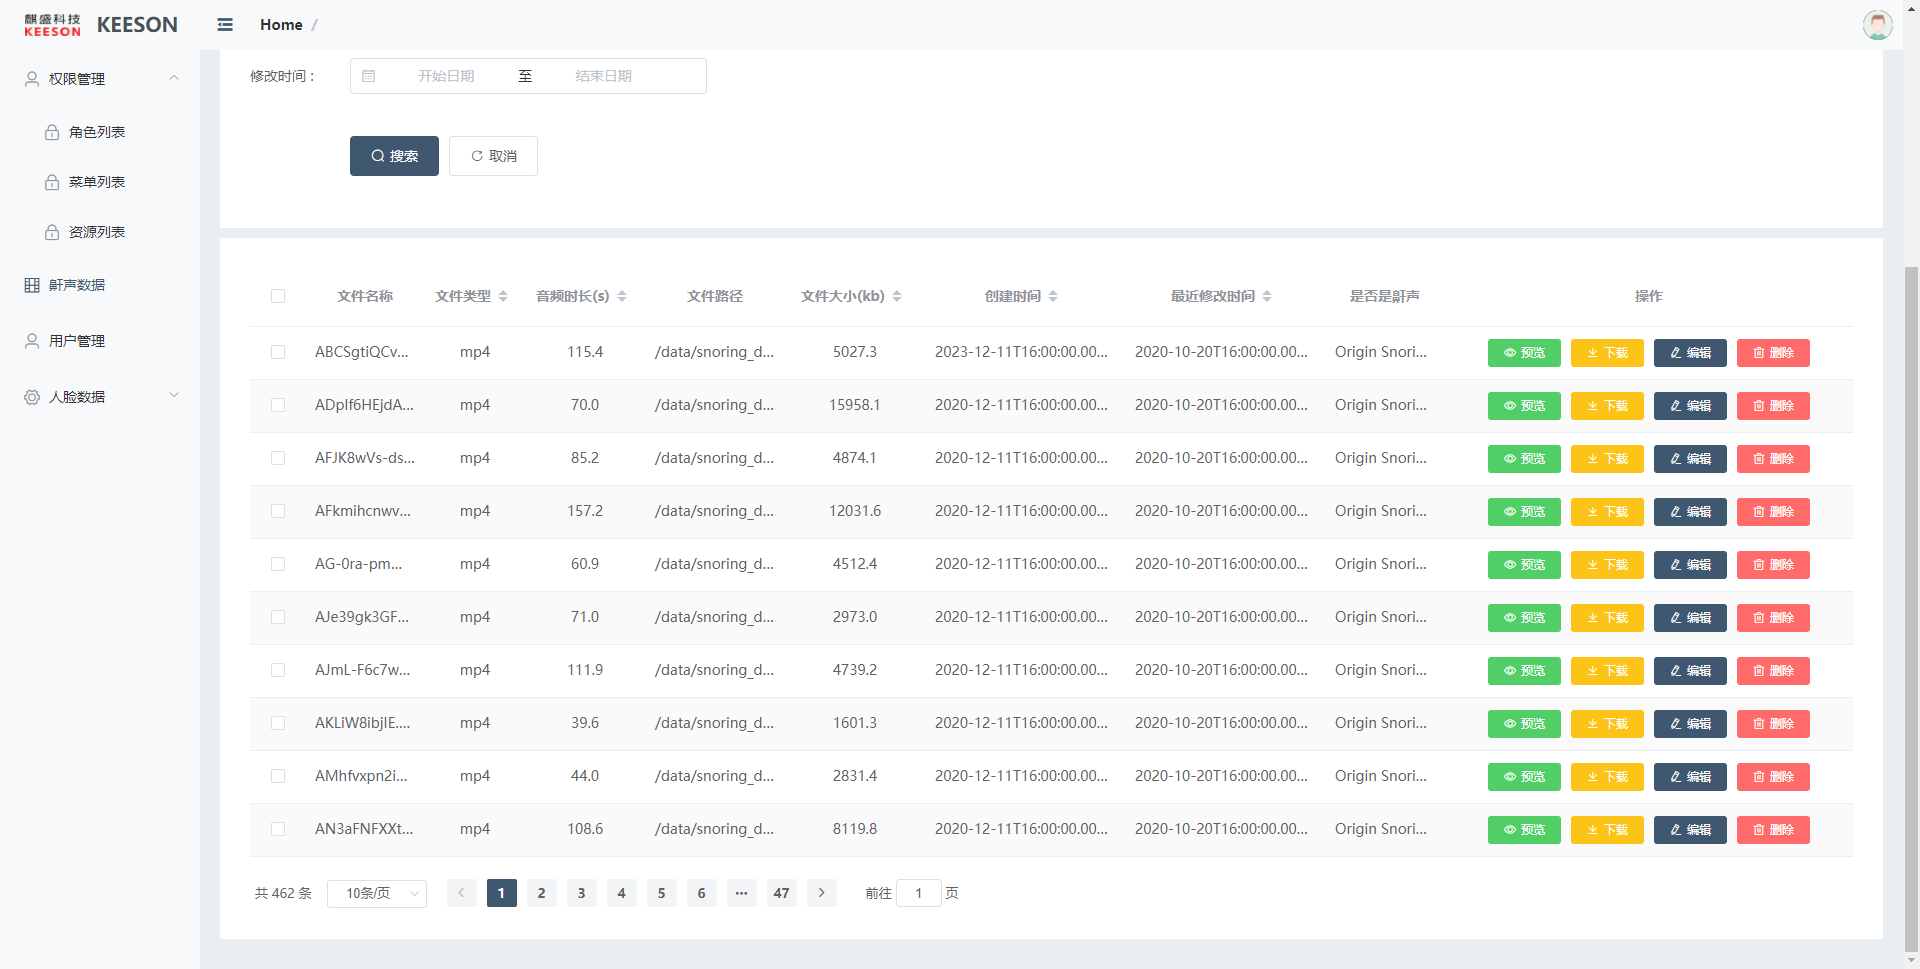 麒盛科技
KEESON
KEESON
Home /
权限管理
角色列表
菜单列表
资源列表
鼾声数据
用户管理
人脸数据
修改时间：
开始日期 至 结束日期
搜索 取消
文件名称 文件类型 音频时长(s) 文件路径 文件大小(kb) 创建时间 最近修改时间 是否是鼾声 操作
ABCSgtiQCv... mp4 115.4 /data/snoring_d... 5027.3 2023-12-11T16:00:00.00... 2020-10-20T16:00:00.00... Origin Snori... 预览 下载 编辑 删除
ADplf6HEjdA... mp4 70.0 /data/snoring_d... 15958.1 2020-12-11T16:00:00.00... 2020-10-20T16:00:00.00... Origin Snori... 预览 下载 编辑 删除
AFJK8wVs-ds... mp4 85.2 /data/snoring_d... 4874.1 2020-12-11T16:00:00.00... 2020-10-20T16:00:00.00... Origin Snori... 预览 下载 编辑 删除
AFkmihcnwv... mp4 157.2 /data/snoring_d... 12031.6 2020-12-11T16:00:00.00... 2020-10-20T16:00:00.00... Origin Snori... 预览 下载 编辑 删除
AG-0ra-pm... mp4 60.9 /data/snoring_d... 4512.4 2020-12-11T16:00:00.00... 2020-10-20T16:00:00.00... Origin Snori... 预览 下载 编辑 删除
AJe39gk3GF... mp4 71.0 /data/snoring_d... 2973.0 2020-12-11T16:00:00.00... 2020-10-20T16:00:00.00... Origin Snori... 预览 下载 编辑 删除
AJmL-F6c7w... mp4 111.9 /data/snoring_d... 4739.2 2020-12-11T16:00:00.00... 2020-10-20T16:00:00.00... Origin Snori... 预览 下载 编辑 删除
AKLiW8ibjlE.... mp4 39.6 /data/snoring_d... 1601.3 2020-12-11T16:00:00.00... 2020-10-20T16:00:00.00... Origin Snori... 预览 下载 编辑 删除
AMhfvxpn2i... mp4 44.0 /data/snoring_d... 2831.4 2020-12-11T16:00:00.00... 2020-10-20T16:00:00.00... Origin Snori... 预览 下载 编辑 删除
AN3aFNFXXt... mp4 108.6 /data/snoring_d... 8119.8 2020-12-11T16:00:00.00... 2020-10-20T16:00:00.00... Origin Snori... 预览 下载 编辑 删除
共 462 条 10条/页 1 2 3 4 5 6 ... 47 前往 1 页